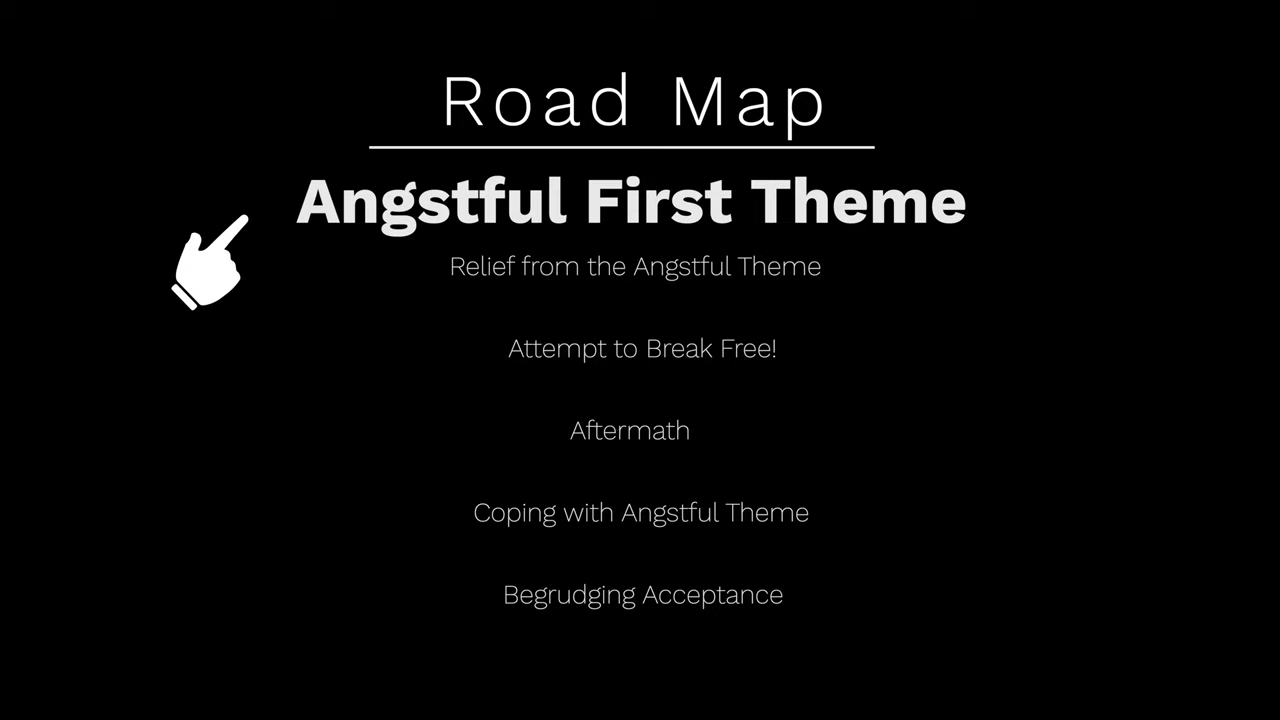 Road Map
Angstful First Theme
Relief from the Angstful Theme
Attempt to Break Free!
Aftermath
Coping with Angstful Theme
Begrudging Acceptance